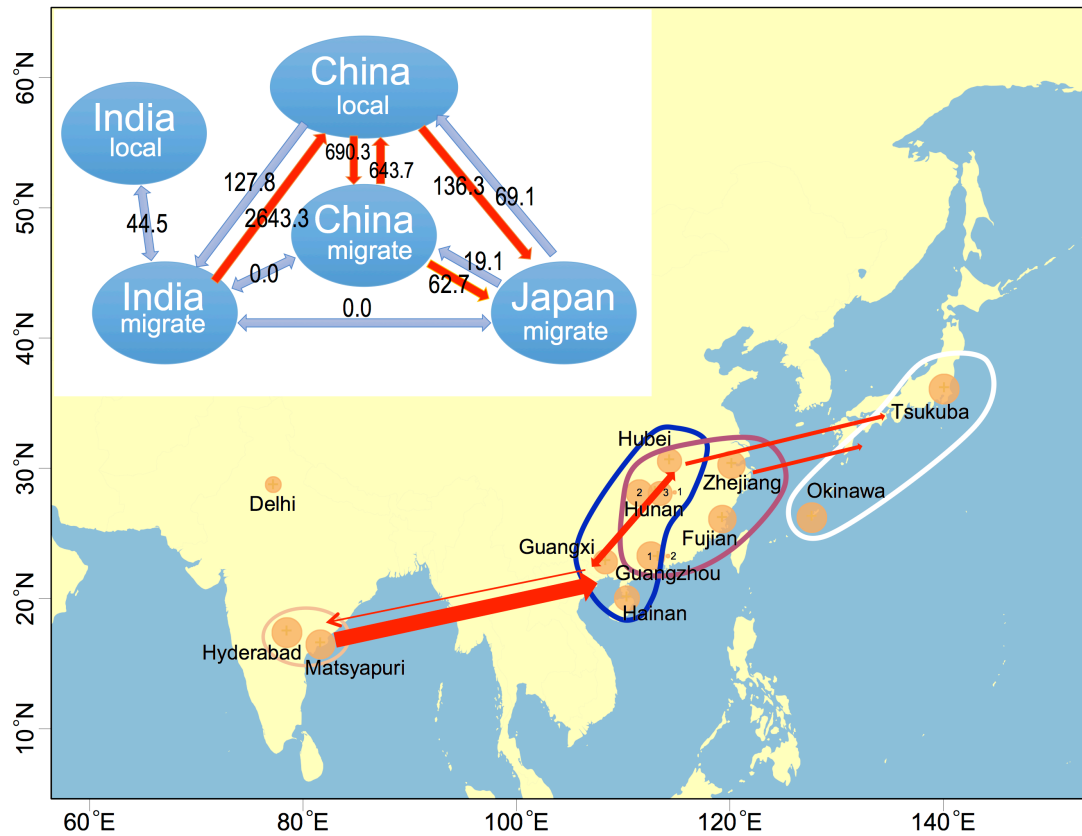 60°N
50°N
40°N
30°N
20°N
10°N
China
local
India
local
690.3
643.7
127.8
136.3
69.1
2643.3
44.5
China
migrate
0.0
19.1
62.7
India
migrate
0.0
Japan
migrate
Tsukuba
Hubei
Zhejiang
2
3
1
Hunan
Okinawa
Delhi
Fujian
Guangxi
1
2
Guangzhou
Hainan
Hyderabad
Matsyapuri
60°E
80°E
100°E
120°E
140°E